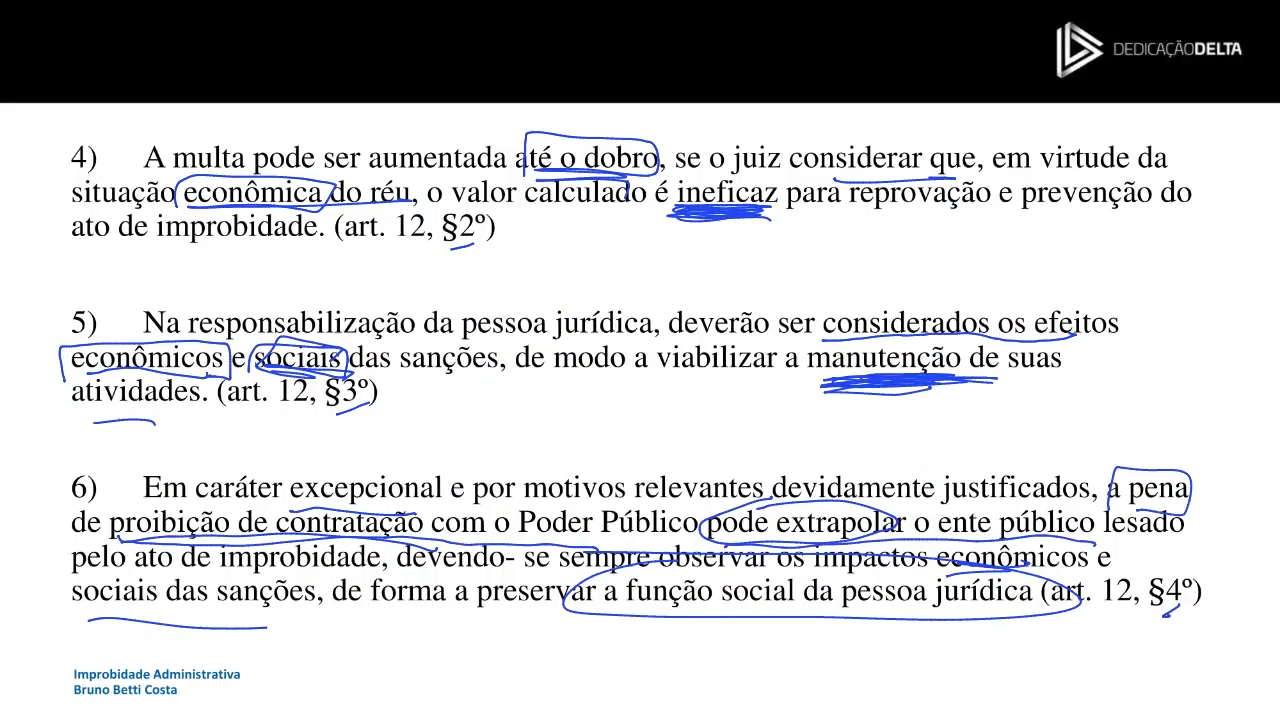 DEDICAÇÃODELTA
4) A multa pode ser aumentada até o dobro, se o juiz considerar que, em virtude da
situação econômica do réu, o valor calculado é ineficaz para reprovação e prevenção do
ato de improbidade. (art. 12, §2º)
5) Na responsabilização da pessoa jurídica, deverão ser considerados os efeitos
econômicos e sociais das sanções, de modo a viabilizar a manutenção de suas
atividades. (art. 12, §3º)
6) Em caráter excepcional e por motivos relevantes devidamente justificados, a pena
de proibição de contratação com o Poder Público pode extrapolar o ente público lesado
pelo ato de improbidade, devendo- se sempre observar os impactos econômicos e
sociais das sanções, de forma a preservar a função social da pessoa jurídica (art. 12, §4º)
Improbidade Administrativa
Bruno Betti Costa